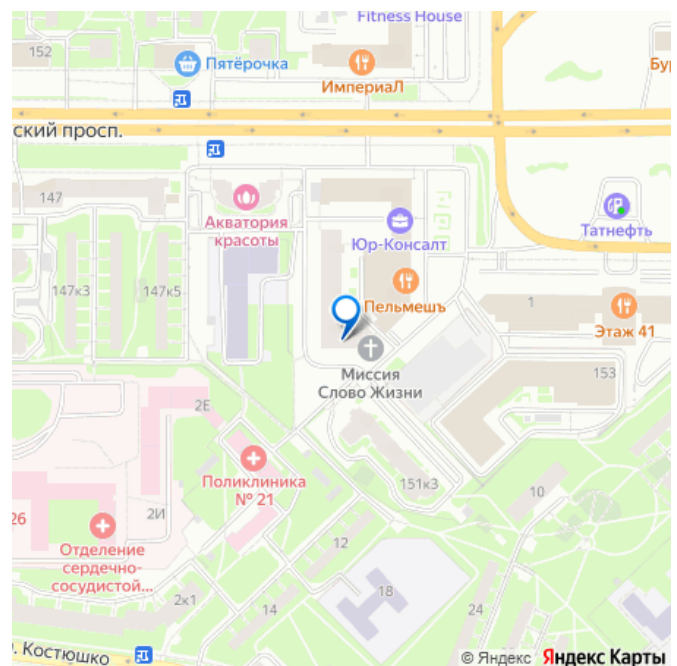 Fitness House
152
Пятёрочка
ИмпериаЛ
Бу
ский просп.
147
Акватория
красоты
Юр-Консалт
Татнефть
147к3
147к5
Пельмешъ
1
Этаж 41
Миссия
Слово Жизни
153
2Е
Поликлиника
№ 21
151к3
10
26
2И
Отделение
сердечно-
сосудистой...
12
2к1
14
18
24
. Костюшко
© Яндекс Яндекс Карты